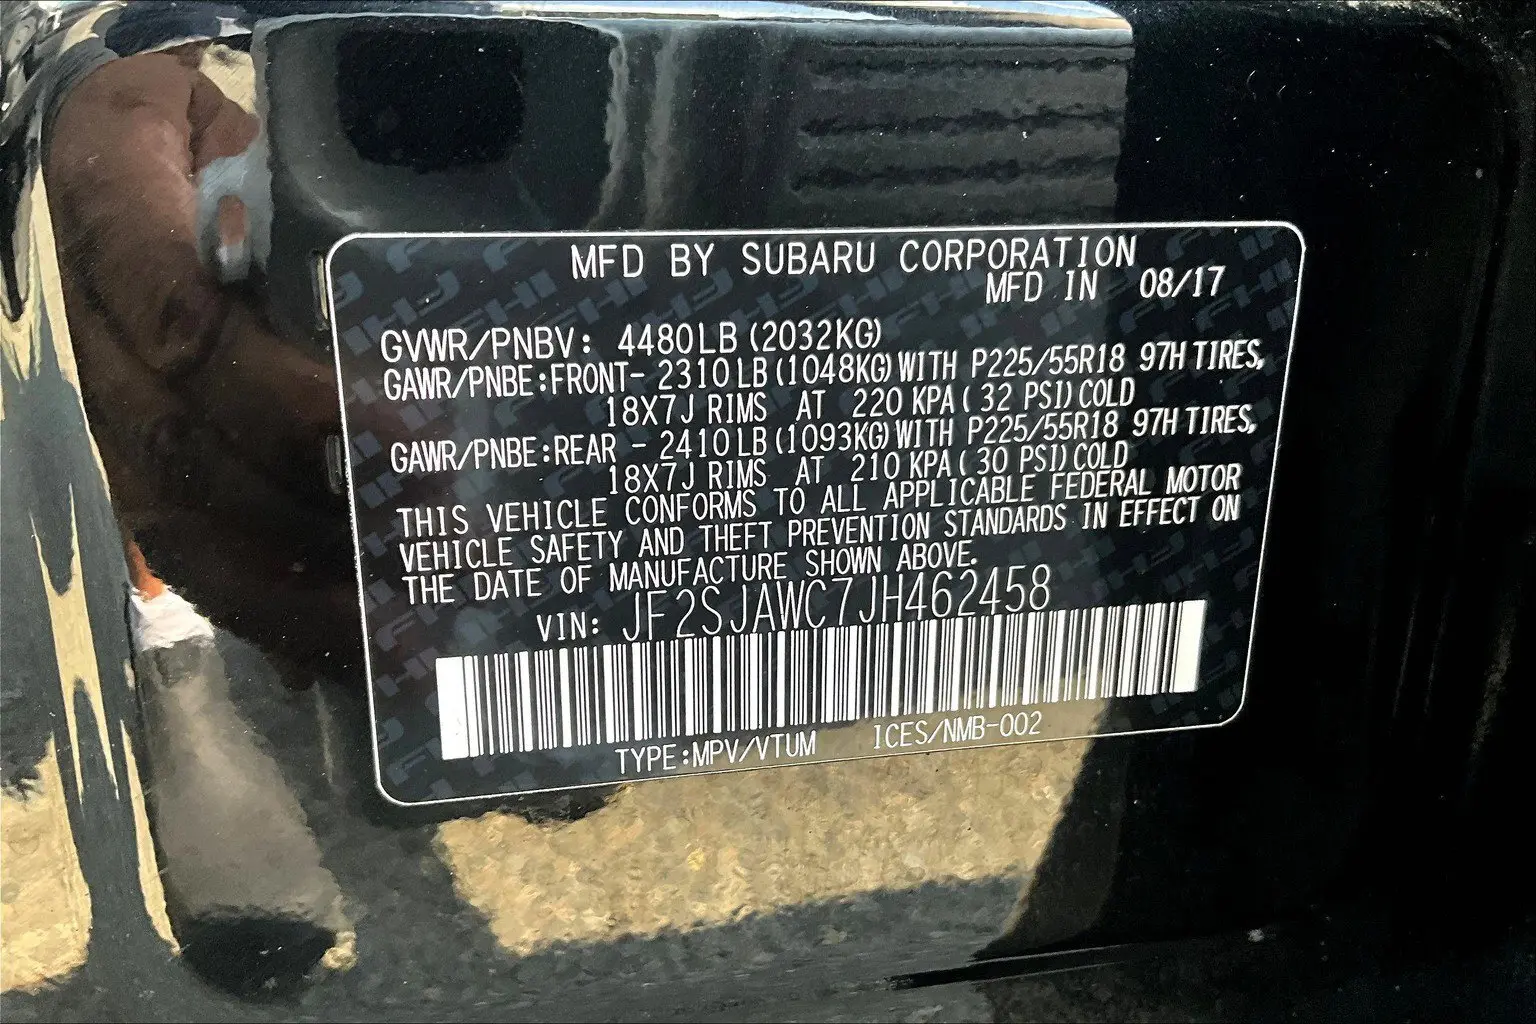 MFD BY SUBARU CORPORATION
MFD IN 08/17
GVWR/PNBV: 4480LB (2032KG)
GAWR/PNBE:FRONT- 2310LB (1048KG) WITH P225/55R18 97H TIRES,
18X7J RIMS AT 220 KPA( 32 PSI)COLD
GAWR/PNBE:REAR - 2410LB (1093KG) WITH P225/55R18 97H TIRES,
18X7J RIMS AT 210 KPA( 30 PSI)COLD
THIS VEHICLE CONFORMS TO ALL APPLICABLE FEDERAL MOTOR
VEHICLE SAFETY AND THEFT PREVENTION STANDARDS IN EFFECT ON
THE DATE OF MANUFACTURE SHOWN ABOVE.
VIN: JF2SJAWC7JH462458
TYPE:MPV/VTUM ICES/NMB-002